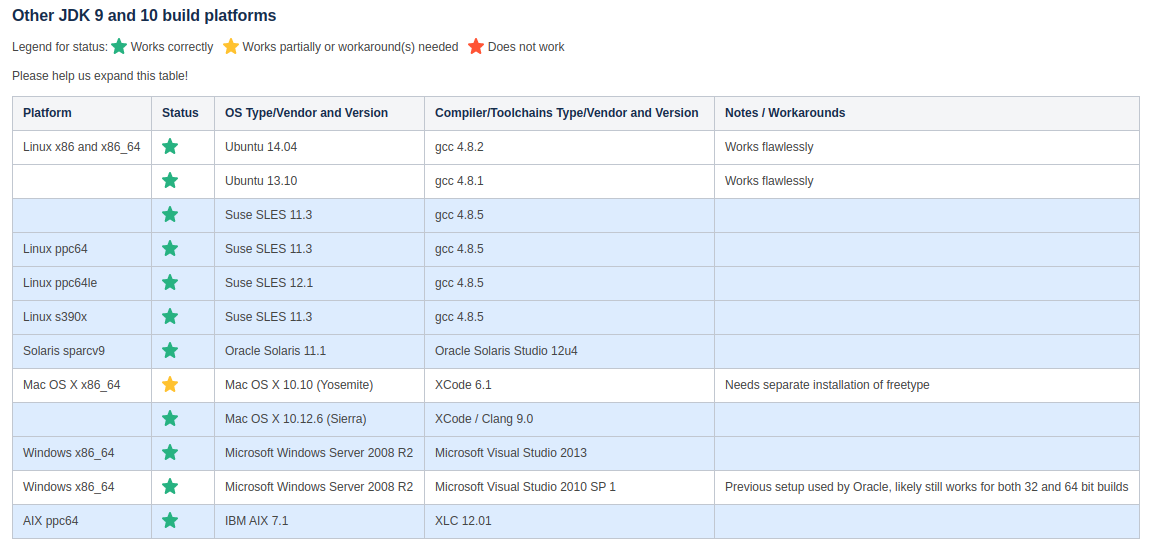 Other JDK 9 and 10 build platforms
Legend for status: Works correctly Works partially or workaround(s) needed Does not work
Please help us expand this table!
Platform Status OS Type/Vendor and Version Compiler/Toolchains Type/Vendor and Version Notes / Workarounds
Linux x86 and x86_64 Ubuntu 14.04 gcc 4.8.2 Works flawlessly
Ubuntu 13.10 gcc 4.8.1 Works flawlessly
Suse SLES 11.3 gcc 4.8.5
Linux ppc64 Suse SLES 11.3 gcc 4.8.5
Linux ppc64le Suse SLES 12.1 gcc 4.8.5
Linux s390x Suse SLES 11.3 gcc 4.8.5
Solaris sparcv9 Oracle Solaris 11.1 Oracle Solaris Studio 12u4
Mac OS X x86_64 Mac OS X 10.10 (Yosemite) XCode 6.1 Needs separate installation of freetype
Mac OS X 10.12.6 (Sierra) XCode / Clang 9.0
Windows x86_64 Microsoft Windows Server 2008 R2 Microsoft Visual Studio 2013
Windows x86_64 Microsoft Windows Server 2008 R2 Microsoft Visual Studio 2010 SP 1 Previous setup used by Oracle, likely still works for both 32 and 64 bit builds
AIX ppc64 IBM AIX 7.1 XLC 12.01